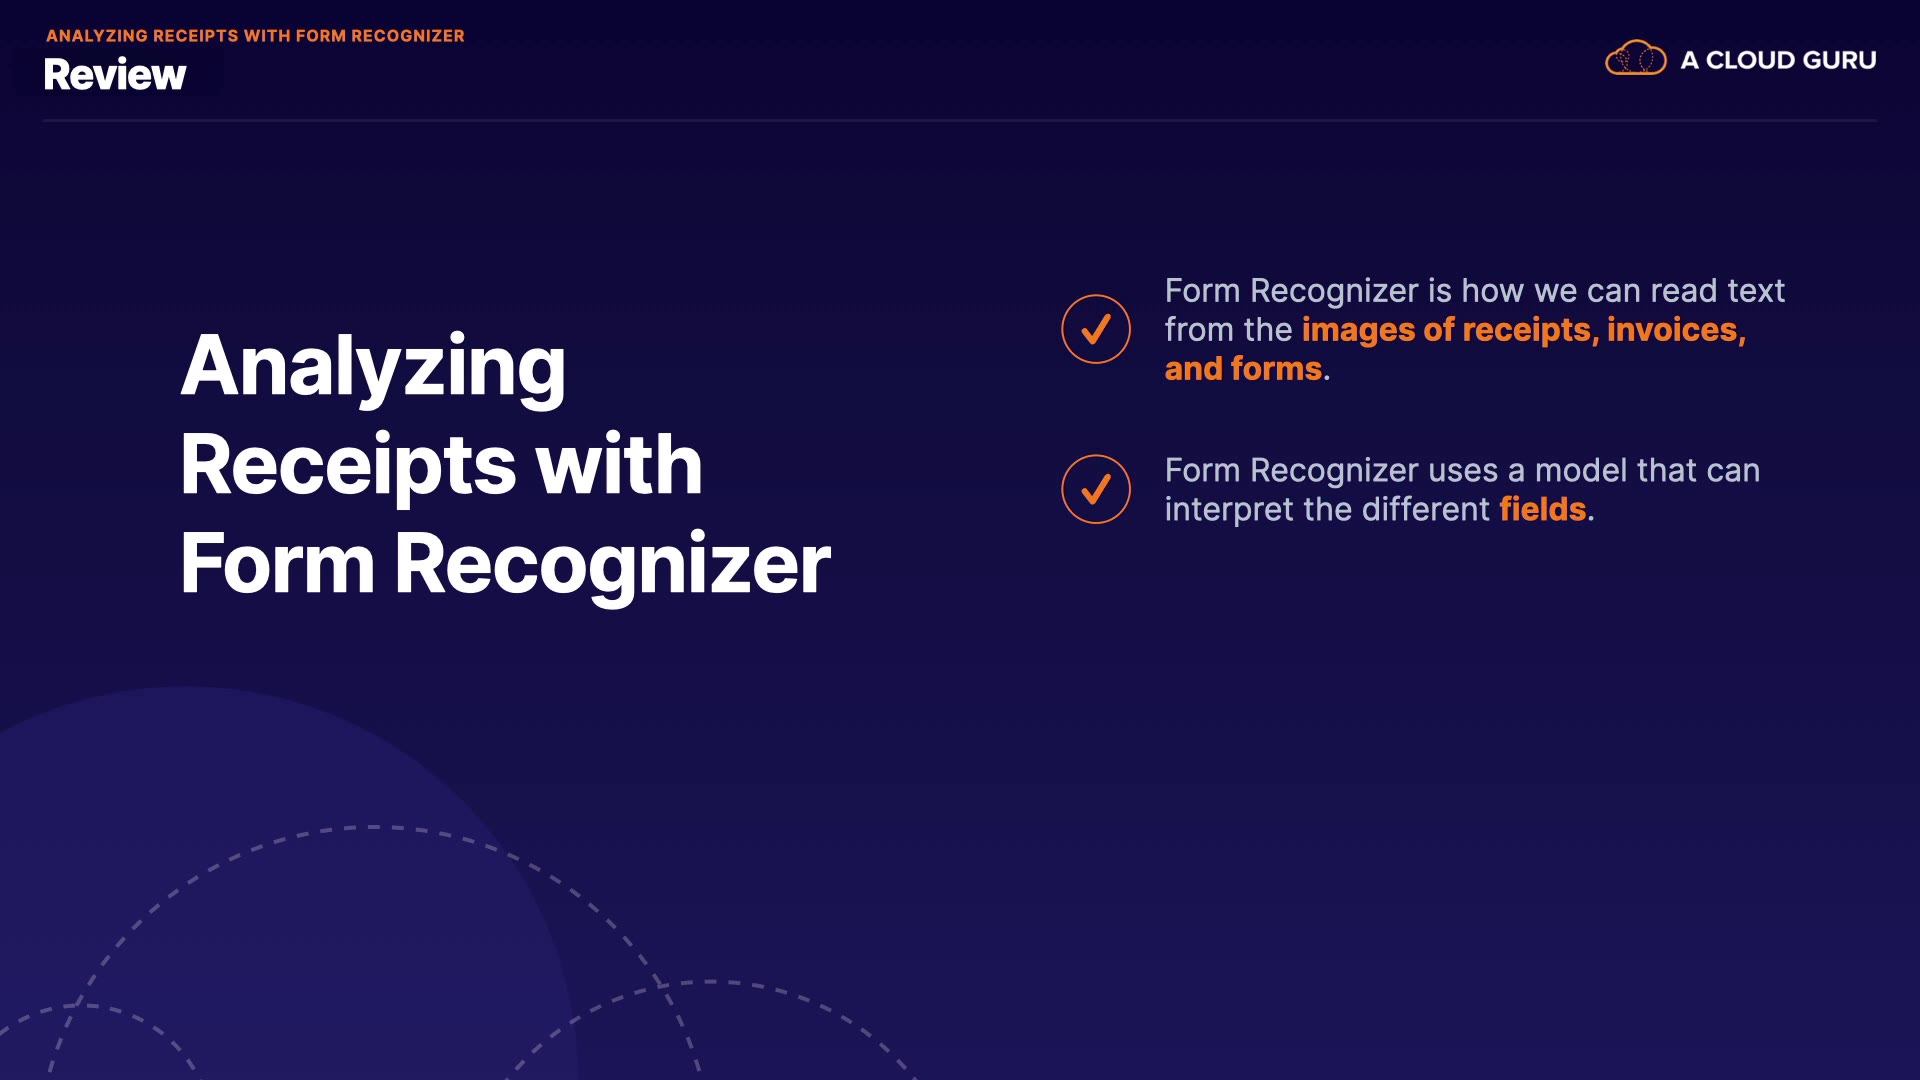 ANALYZING RECEIPTS WITH FORM RECOGNIZER
Review
A CLOUD GURU
Analyzing
Receipts with
Form Recognizer
Form Recognizer is how we can read text
from the images of receipts, invoices,
and forms.
Form Recognizer uses a model that can
interpret the different fields.